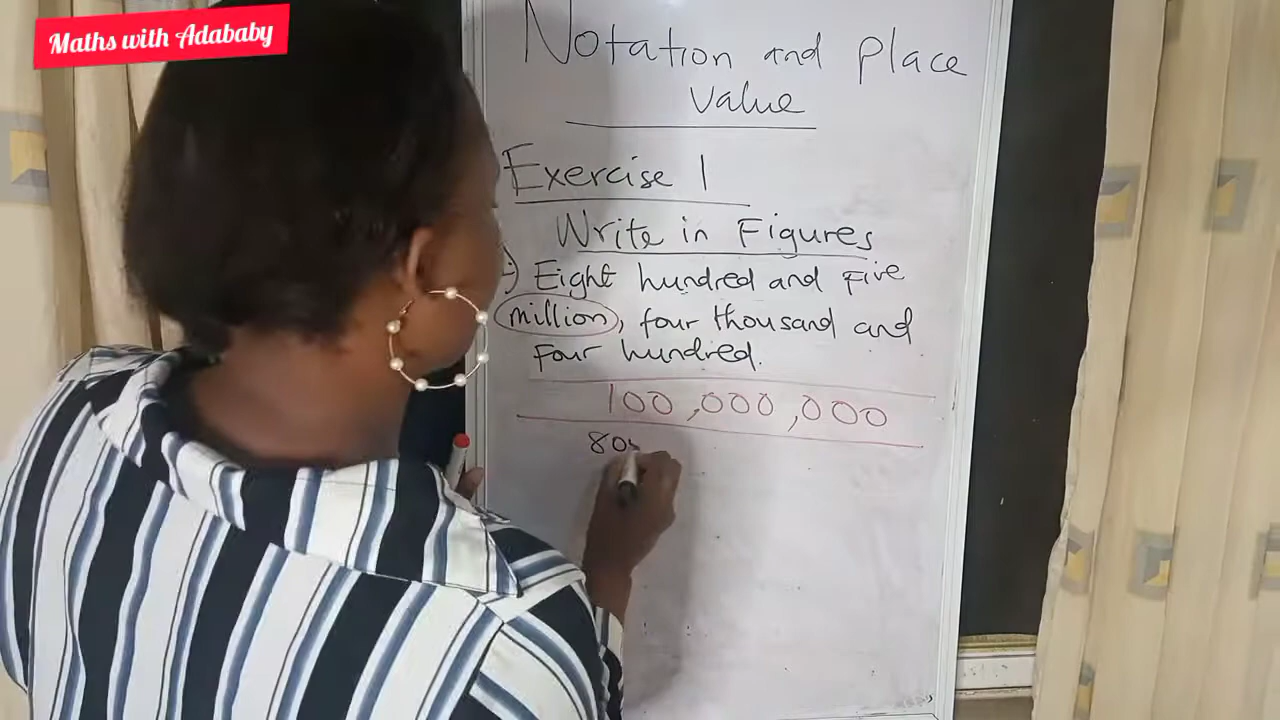 Maths with Adababy
Notation and place
value
Exercise 1
Write in Figures
Eight hundred and five
million, four thousand and
four hundred.
100,000,000